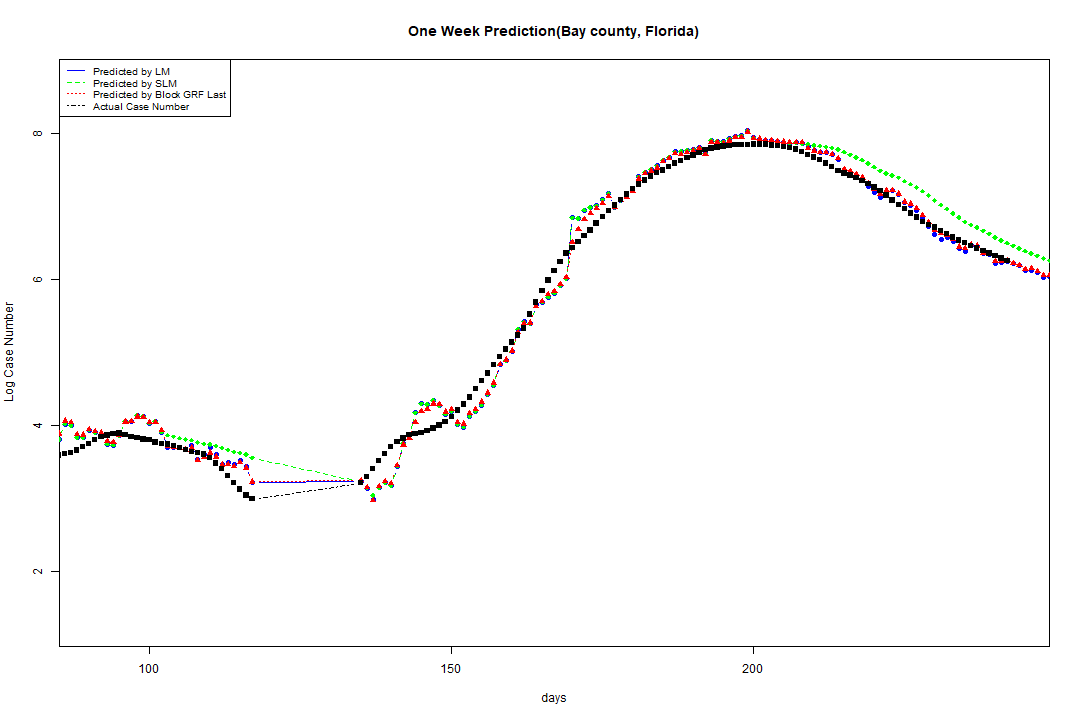 One Week Prediction(Bay county, Florida)
Predicted by LM
Predicted by SLM
Predicted by Block GRF Last
Actual Case Number
8
6
4
2
Log Case Number
100 150 200
days